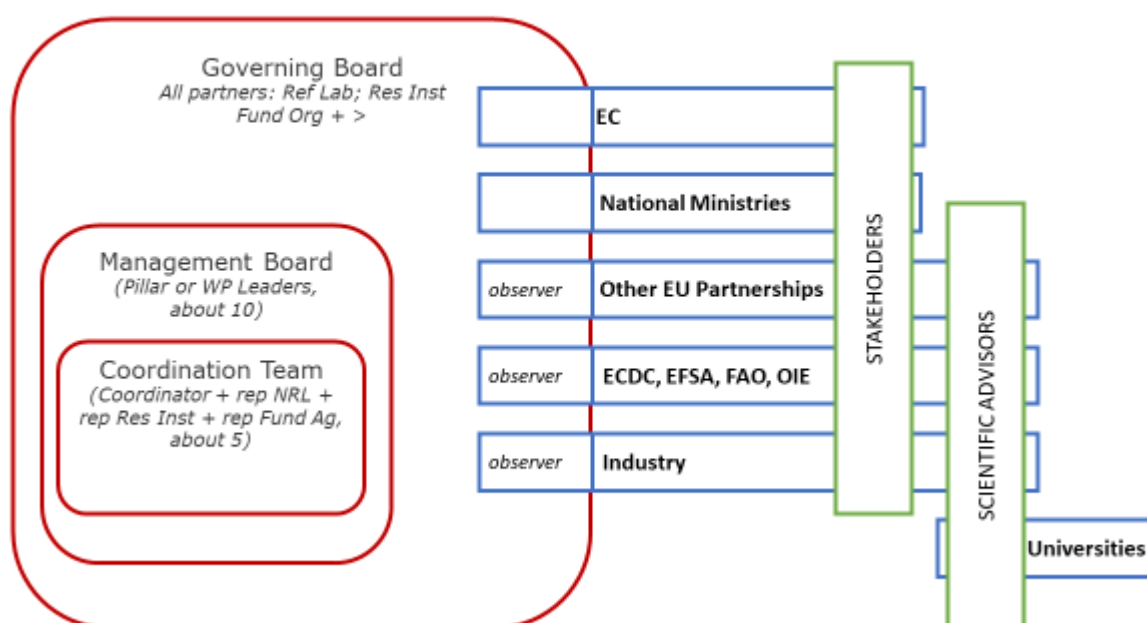 Governing Board
All partners: Ref Lab; Res Inst
Fund Org + >
EC
National Ministries
Management Board
(Pillar or WP Leaders,
about 10)
observer
Other EU Partnerships
Coordination Team
(Coordinator + rep NRL +
rep Res Inst + rep Fund Ag,
about 5)
observer
ECDC, EFSA, FAO, OIE
observer
Industry
Universities
STAKEHOLDERS
SCIENTIFIC ADVISORS